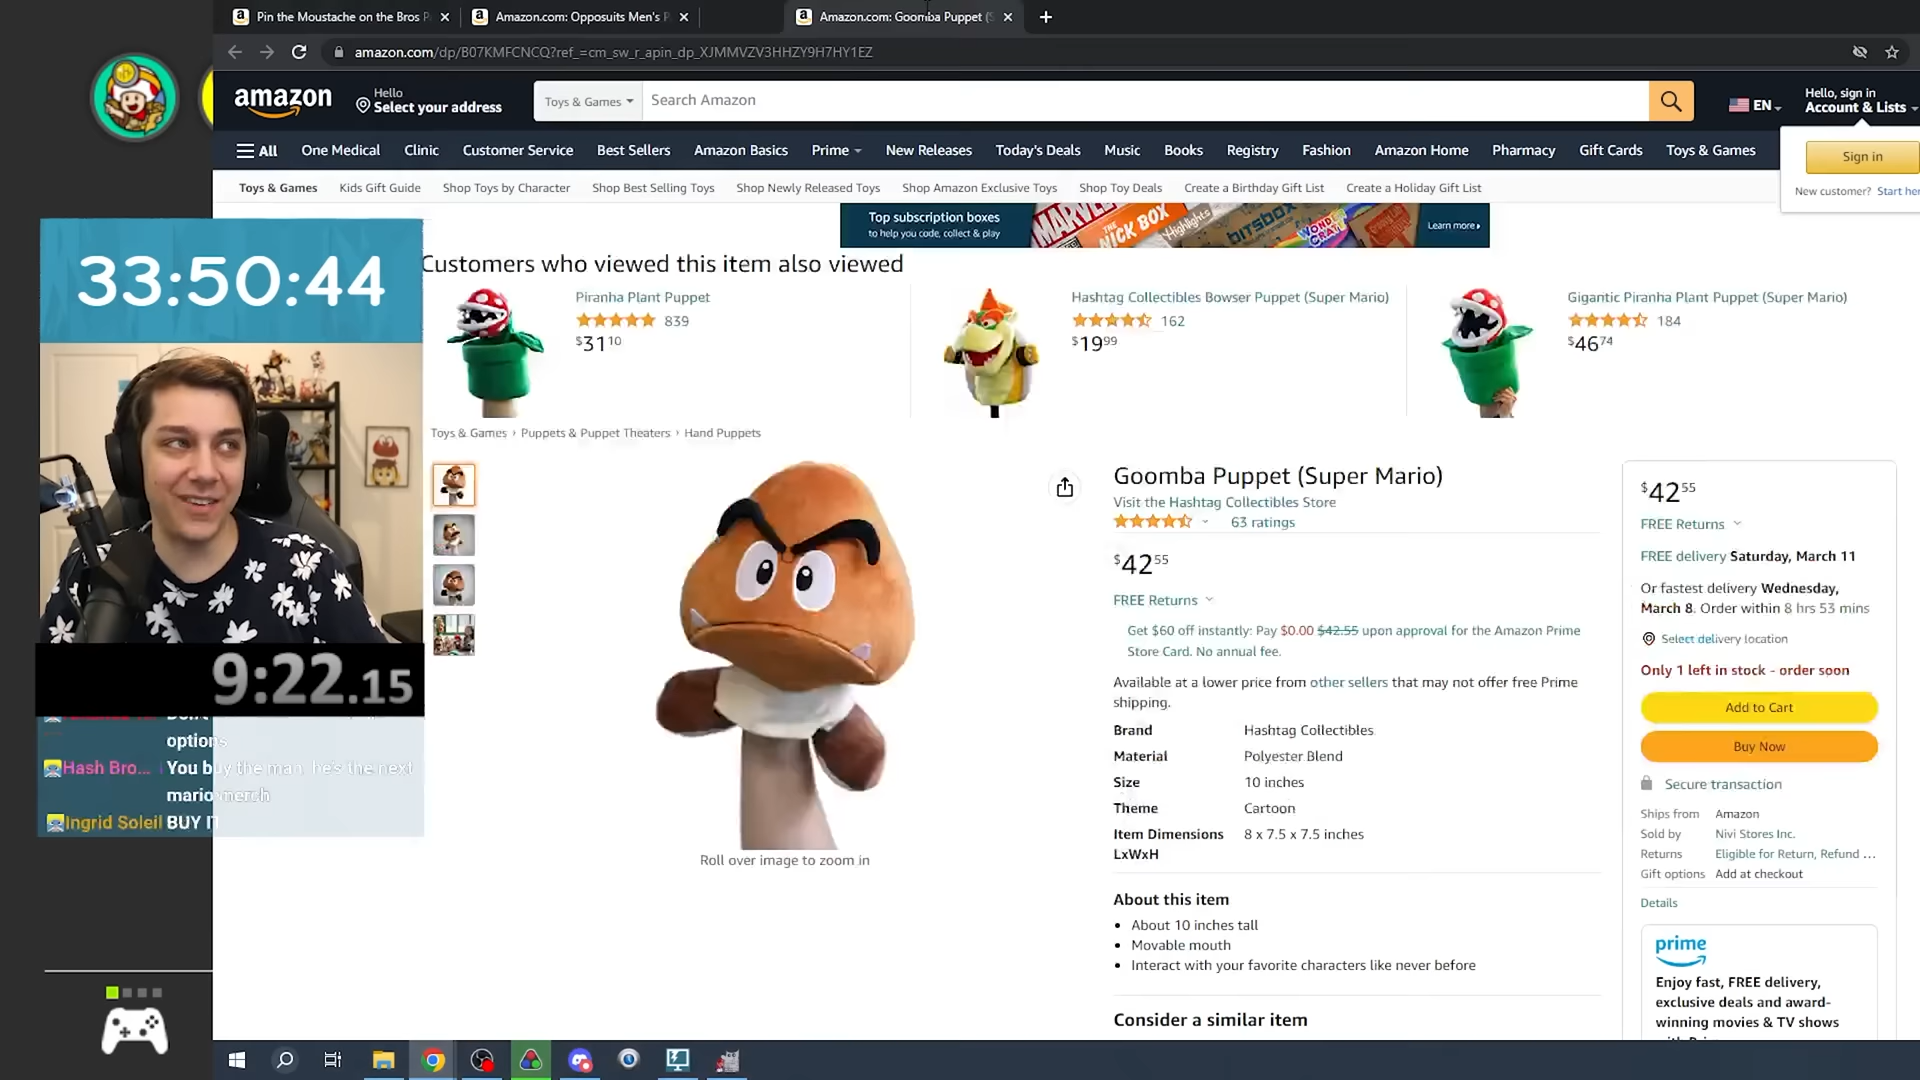 Pin the Moustache on the Bros P
Amazon.com: Opposuits Men's P
Amazon.com: Goomba Puppet (S
amazon.com/dp/B07KMFCNCQ?ref_=cm_sw_r_apin_dp_XJMMVZV3HHZY9H7HY1EZ
amazon
Hello
Select your address
Toys & Games
Search Amazon
EN
Hello, sign in
Account & Lists
All
One Medical
Clinic
Customer Service
Best Sellers
Amazon Basics
Prime
New Releases
Today's Deals
Music
Books
Registry
Fashion
Amazon Home
Pharmacy
Gift Cards
Toys & Games
Sign in
New customer? Start her
Toys & Games
Kids Gift Guide
Shop Toys by Character
Shop Best Selling Toys
Shop Newly Released Toys
Shop Amazon Exclusive Toys
Shop Toy Deals
Create a Birthday Gift List
Create a Holiday Gift List
Top subscription boxes
to help you code, collect & play
MARVEL
THE NICK BOX
Highlights
bitsbox
WONDER CRATE
Learn more
33:50:44
Customers who viewed this item also viewed
Piranha Plant Puppet
839
$31.10
Hashtag Collectibles Bowser Puppet (Super Mario)
162
$19.99
Gigantic Piranha Plant Puppet (Super Mario)
184
$46.74
Toys & Games › Puppets & Puppet Theaters › Hand Puppets
Goomba Puppet (Super Mario)
Visit the Hashtag Collectibles Store
63 ratings
$42.55
FREE Returns
Get $60 off instantly: Pay $0.00 $42.55 upon approval for the Amazon Prime
Store Card. No annual fee.
Available at a lower price from other sellers that may not offer free Prime
shipping.
Brand Hashtag Collectibles
Material Polyester Blend
Size 10 inches
Theme Cartoon
Item Dimensions 8 x 7.5 x 7.5 inches
LxWxH
About this item
• About 10 inches tall
• Movable mouth
• Interact with your favorite characters like never before
Consider a similar item
Roll over image to zoom in
$42.55
FREE Returns
FREE delivery Saturday, March 11
Or fastest delivery Wednesday,
March 8. Order within 8 hrs 53 mins
Select delivery location
Only 1 left in stock - order soon
Add to Cart
Buy Now
Secure transaction
Ships from Amazon
Sold by Nivi Stores Inc.
Returns Eligible for Return, Refund ...
Gift options Add at checkout
Details
prime
Enjoy fast, FREE delivery,
exclusive deals and award-
winning movies & TV shows
9:22.15
options
Hash Bro... You buy the man, he's the next
mario merch
Ingrid Soleil BUY IT